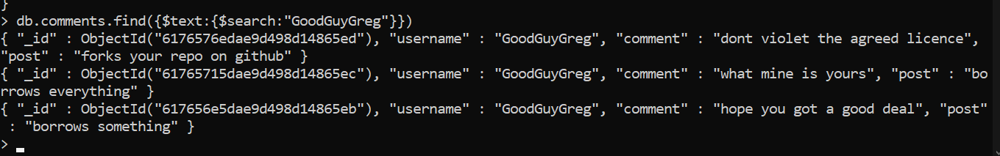 }
> db.comments.find({$text:{$search:"GoodGuyGreg"}})
{ "_id" : ObjectId("6176576edae9d498d14865ed"), "username" : "GoodGuyGreg", "comment" : "dont violet the agreed licence",
"post" : "forks your repo on github" }
{ "_id" : ObjectId("61765715dae9d498d14865ec"), "username" : "GoodGuyGreg", "comment" : "what mine is yours", "post" : "bo
rrows everything" }
{ "_id" : ObjectId("617656e5dae9d498d14865eb"), "username" : "GoodGuyGreg", "comment" : "hope you got a good deal", "post"
 : "borrows something" }
>